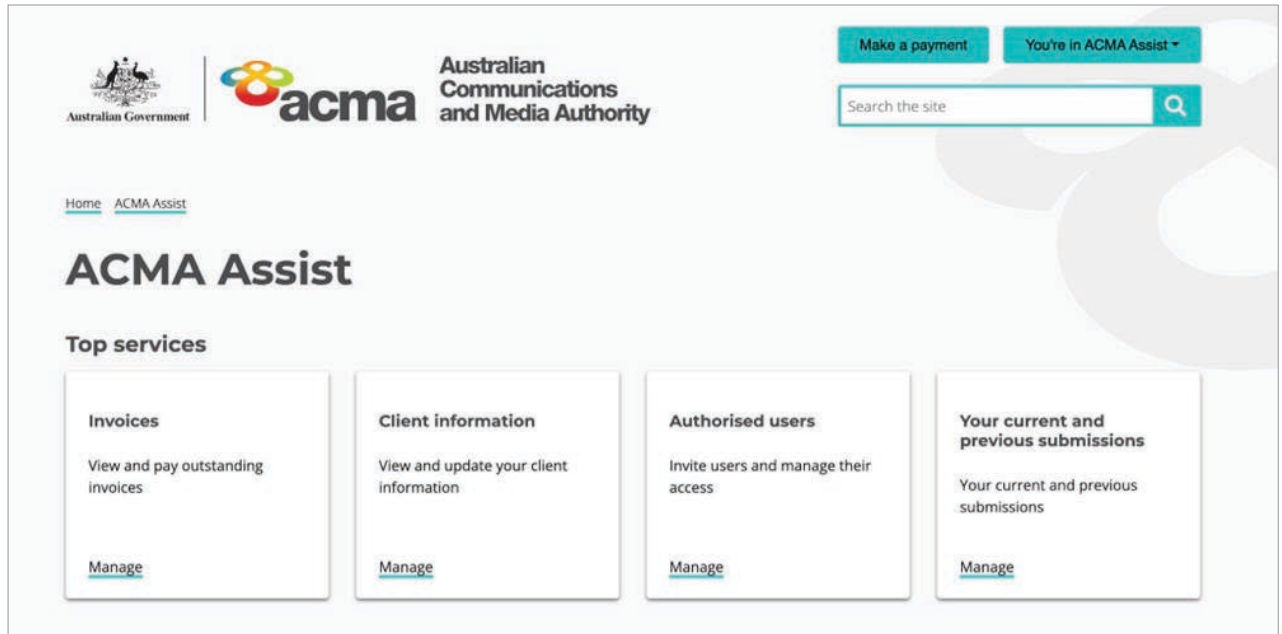 Make a payment
You're in ACMA Assist
Australian Government
acma
Australian
Communications
and Media Authority
Search the site
Home ACMA Assist
ACMA Assist
Top services
Invoices
View and pay outstanding
invoices
Manage
Client information
View and update your client
information
Manage
Authorised users
Invite users and manage their
access
Manage
Your current and
previous submissions
Your current and previous
submissions
Manage